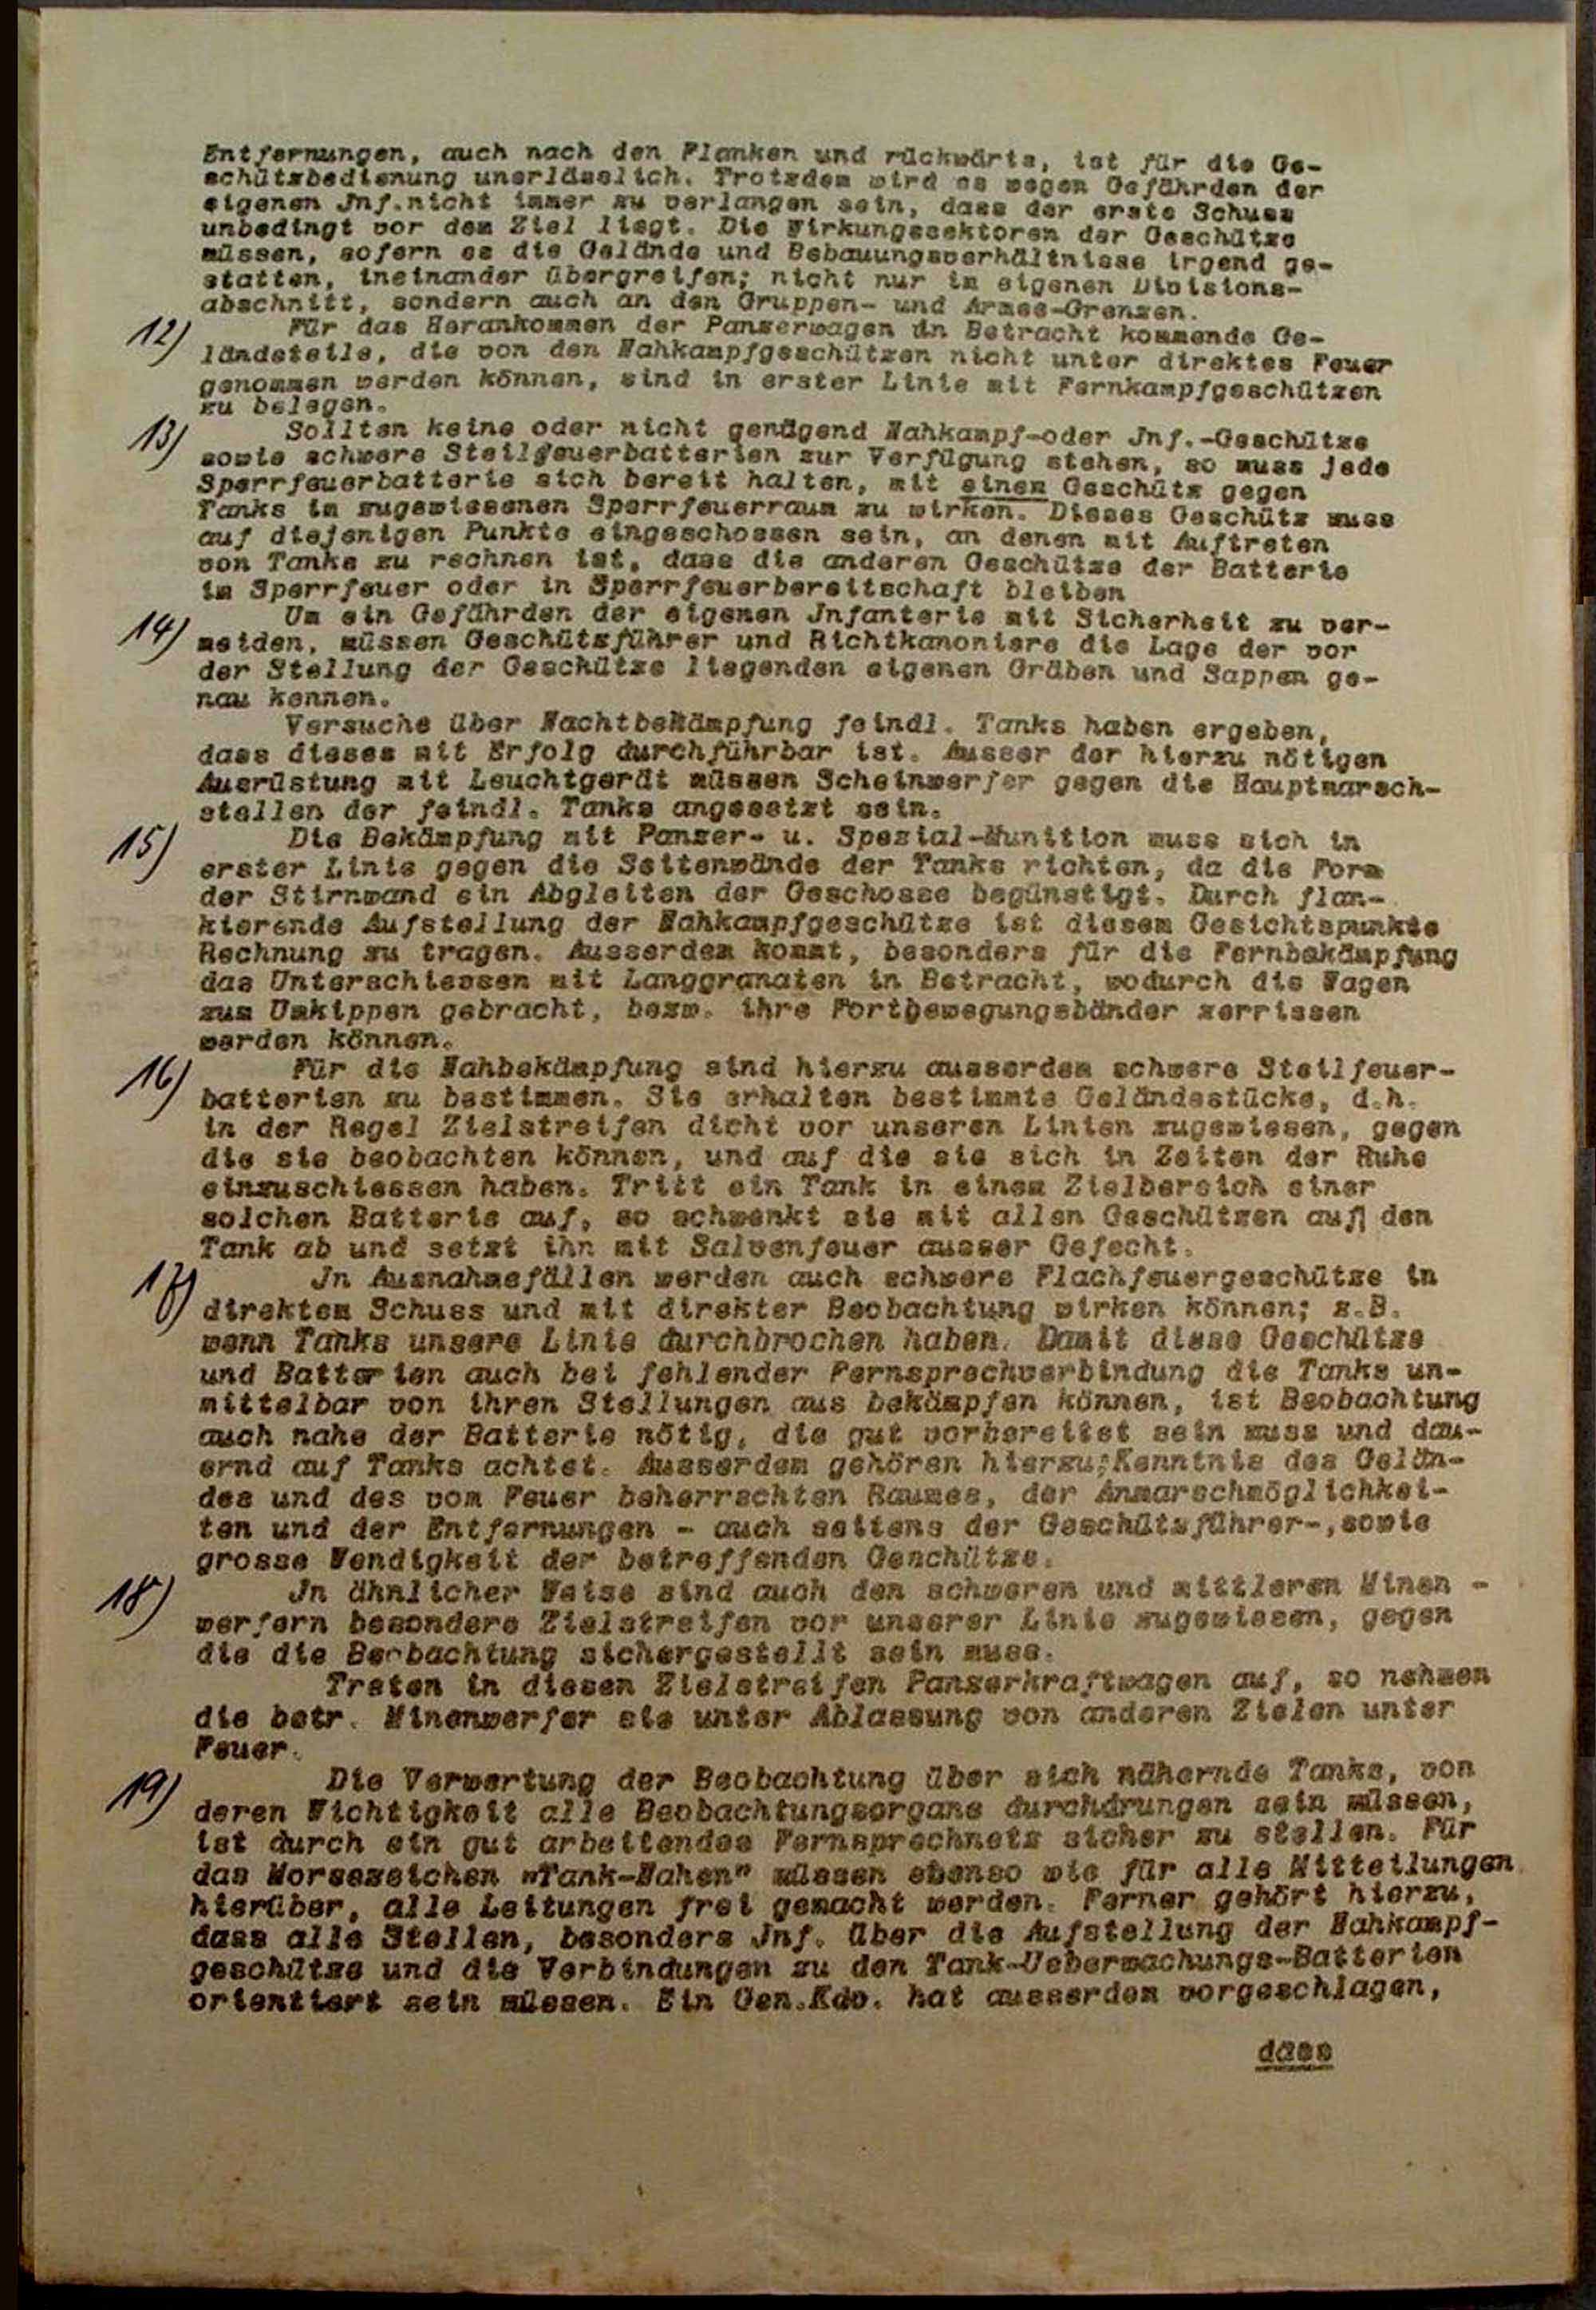 Entfernungen, auch nach den Flanken und rückwärts, ist für die Ge-
schützbedienung unerlässlich. Trotzdem wird es wegen Gefährden der
eigenen Jnf.nicht immer zu verlangen sein, dass der erste Schuss
unbedingt vor dem Ziel liegt. Die Wirkungssektoren der Geschütze
müssen, sofern es die Gelände und Bebauungsverhältnisse irgend ge-
statten, ineinander übergreifen; nicht nur im eigenen Divisions-
abschnitt, sondern auch an den Gruppen- und Armee-Grenzen.
12) Für das Herankommen der Panzerwagen in Betracht kommende Ge-
ländeteile, die von den Nahkampfgeschützen nicht unter direktes Feuer
genommen werden können, sind in erster Linie mit Fernkampfgeschützen
zu belegen.
13) Sollten keine oder nicht genügend Nahkampf-oder Jnf.-Geschütze
sowie schwere Steilfeuerbatterien zur Verfügung stehen, so muss jede
Sperrfeuerbatterie sich bereit halten, mit einem Geschütz gegen
Tanks im zugewiesenen Sperrfeuerraum zu wirken. Dieses Geschütz muss
auf diejenigen Punkte eingeschossen sein, an denen mit Auftreten
von Tanks zu rechnen ist, dass die anderen Geschütze der Batterie
im Sperrfeuer oder in Sperrfeuerbereitschaft bleiben
14) Um ein Gefährden der eigenen Jnfanterie mit Sicherheit zu ver-
meiden, müssen Geschützführer und Richtkanoniere die Lage der vor
der Stellung der Geschütze liegenden eigenen Gräben und Sappen ge-
nau kennen.
Versuche über Nachtbekämpfung feindl. Tanks haben ergeben,
dass dieses mit Erfolg durchführbar ist. Ausser der hierzu nötigen
Ausrüstung mit Leuchtgerät müssen Scheinwerfer gegen die Hauptmarsch-
stellen der feindl. Tanks angesetzt sein.
15) Die Bekämpfung mit Panzer- u. Spezial-Munition muss sich in
erster Linie gegen die Seitenwände der Tanks richten, da die Form
der Stirnwand ein Abgleiten der Geschosse begünstigt. Durch flan-
kierende Aufstellung der Nahkampfgeschütze ist diesem Gesichtspunkte
Rechnung zu tragen. Ausserdem kommt, besonders für die Fernbekämpfung
das Unterschiessen mit Langgranaten in Betracht, wodurch die Wagen
zum Umkippen gebracht, bezw. ihre Fortbewegungsbänder zerrissen
werden können.
16) Für die Nahbekämpfung sind hierzu ausserdem schwere Steilfeuer-
batterien zu bestimmen. Sie erhalten bestimmte Geländestücke, d.h.
in der Regel Zielstreifen dicht vor unseren Linien zugewiesen, gegen
die sie beobachten können, und auf die sie sich in Zeiten der Ruhe
einzuschiessen haben. Tritt ein Tank in einem Zielbereich einer
solchen Batterie auf, so schwenkt sie mit allen Geschützen auf den
Tank ab und setzt ihn mit Salvenfeuer ausser Gefecht.
17) Jn Ausnahmefällen werden auch schwere Flachfeuergeschütze in
direktem Schuss und mit direkter Beobachtung wirken können; z.B.
wenn Tanks unsere Linie durchbrochen haben. Damit diese Geschütze
und Batterien auch bei fehlender Fernsprechverbindung die Tanks un-
mittelbar von ihren Stellungen aus bekämpfen können, ist Beobachtung
auch nahe der Batterie nötig, die gut vorbereitet sein muss und dau-
ernd auf Tanks achtet. Ausserdem gehören hierzu;Kenntnis des Gelän-
des und des vom Feuer beherrschten Raumes, der Anmarschmöglichkei-
ten und der Entfernungen - auch seitens der Geschützführer-,sowie
grosse Wendigkeit der betreffenden Geschütze.
18) Jn ähnlicher Weise sind auch den schweren und mittleren Minen -
werfern besondere Zielstreifen vor unserer Linie zugewiesen, gegen
die die Beobachtung sichergestellt sein muss.
Treten in diesen Zielstreifen Panzerkraftwagen auf, so nehmen
die betr. Minenwerfer sie unter Ablassung von anderen Zielen unter
Feuer.
19) Die Verwertung der Beobachtung über sich nähernde Tanks, von
deren Wichtigkeit alle Beobachtungsorgane durchdrungen sein müssen,
ist durch ein gut arbeitendes Fernsprechnetz sicher zu stellen. Für
das Morsezeichen "Tank-Nahen" müssen ebenso wie für alle Mitteilungen
hierüber, alle Leitungen frei gemacht werden. Ferner gehört hierzu,
dass alle Stellen, besonders Jnf. über die Aufstellung der Nahkampf-
geschütze und die Verbindungen zu den Tank-Ueberwachungs-Batterien
orientiert sein müssen. Ein Gen.Kdo. hat ausserdem vorgeschlagen,
dass